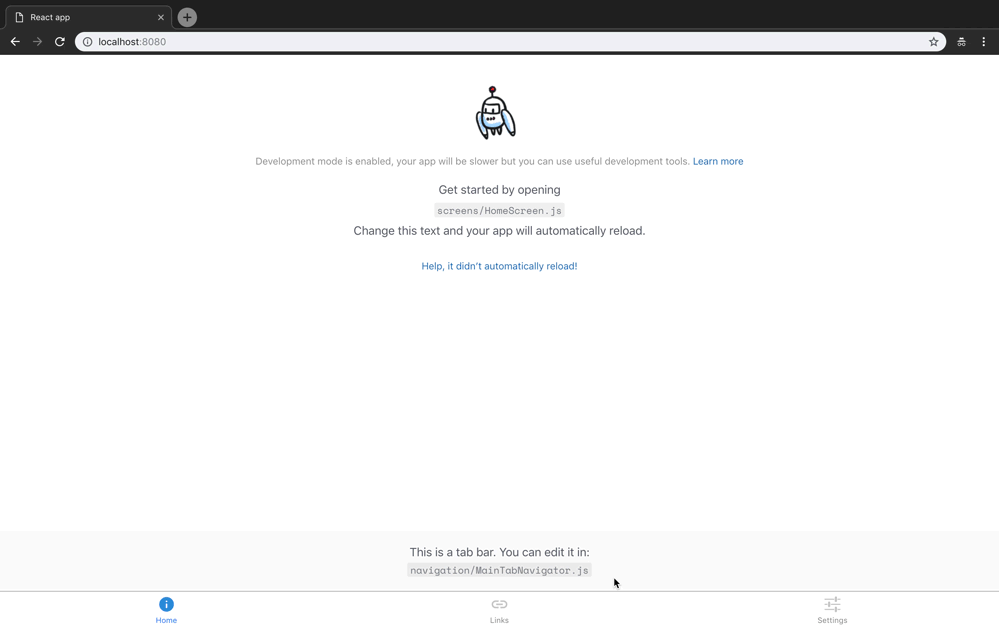 React app
localhost:8080
Development mode is enabled, your app will be slower but you can use useful development tools. Learn more
Get started by opening
screens/HomeScreen.js
Change this text and your app will automatically reload.
Help, it didn’t automatically reload!
This is a tab bar. You can edit it in:
navigation/MainTabNavigator.js
Home
Links
Settings